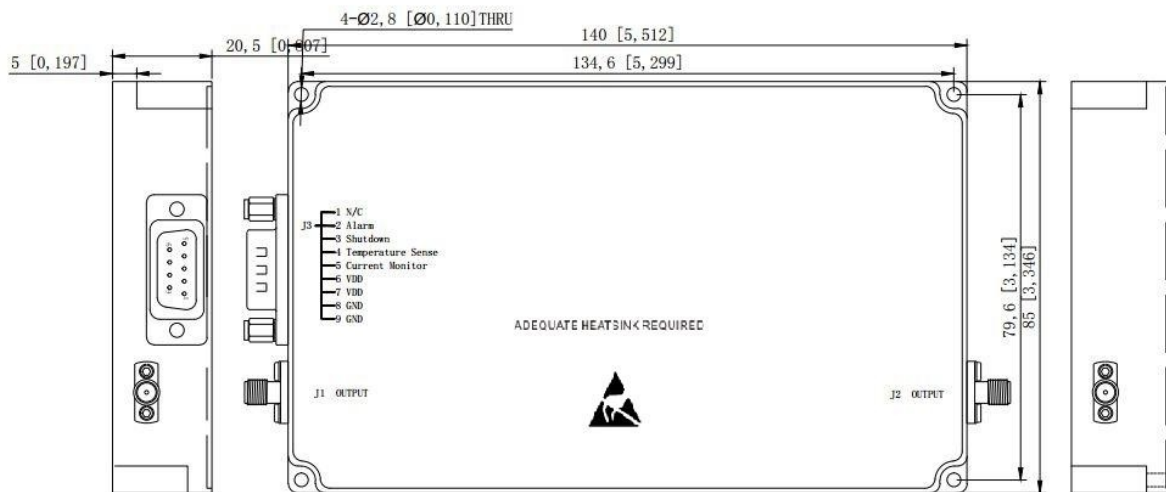 4-Ø2,8 [Ø0,110]THRU
20,5 [0,807]
140 [5,512]
5 [0,197]
134,6 [5,299]
J3
1 N/C
2 Alarm
3 Shutdown
4 Temperature Sense
5 Current Monitor
6 VDD
7 VDD
8 GND
9 GND
79,6 [3,134]
85 [3,346]
ADEQUATE HEATSINK REQUIRED
J1 OUTPUT
J2 OUTPUT